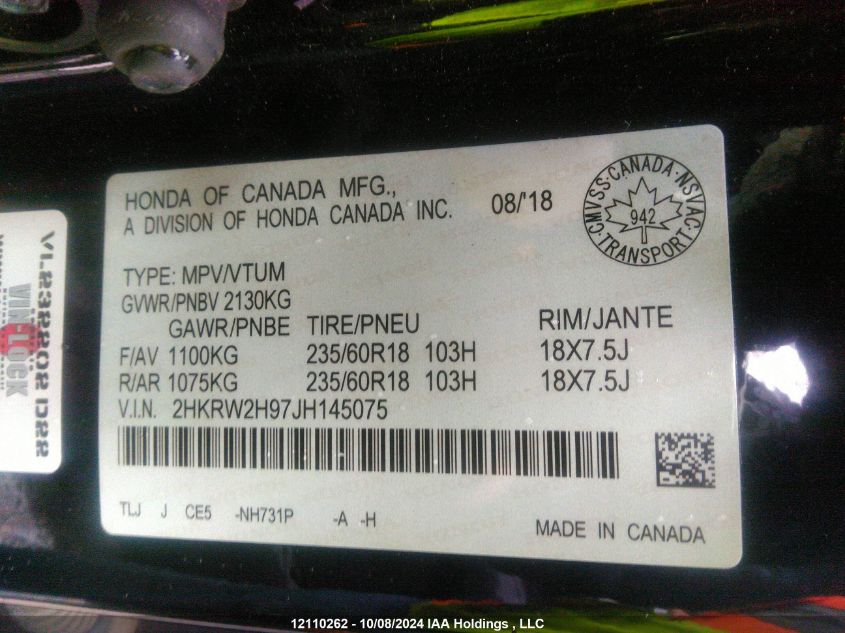 HONDA OF CANADA MFG.,
A DIVISION OF HONDA CANADA INC.
08/'18
CMVSS·CANADA·NSVAC·TRANSPORT·
942
TYPE: MPV/VTUM
GVWR/PNBV 2130KG
GAWR/PNBE TIRE/PNEU RIM/JANTE
F/AV 1100KG 235/60R18 103H 18X7.5J
R/AR 1075KG 235/60R18 103H 18X7.5J
V.I.N. 2HKRW2H97JH145075
TLJ J CE5 -NH731P -A -H
MADE IN CANADA
VIN-LOCK
12110262 - 10/08/2024 IAA Holdings , LLC